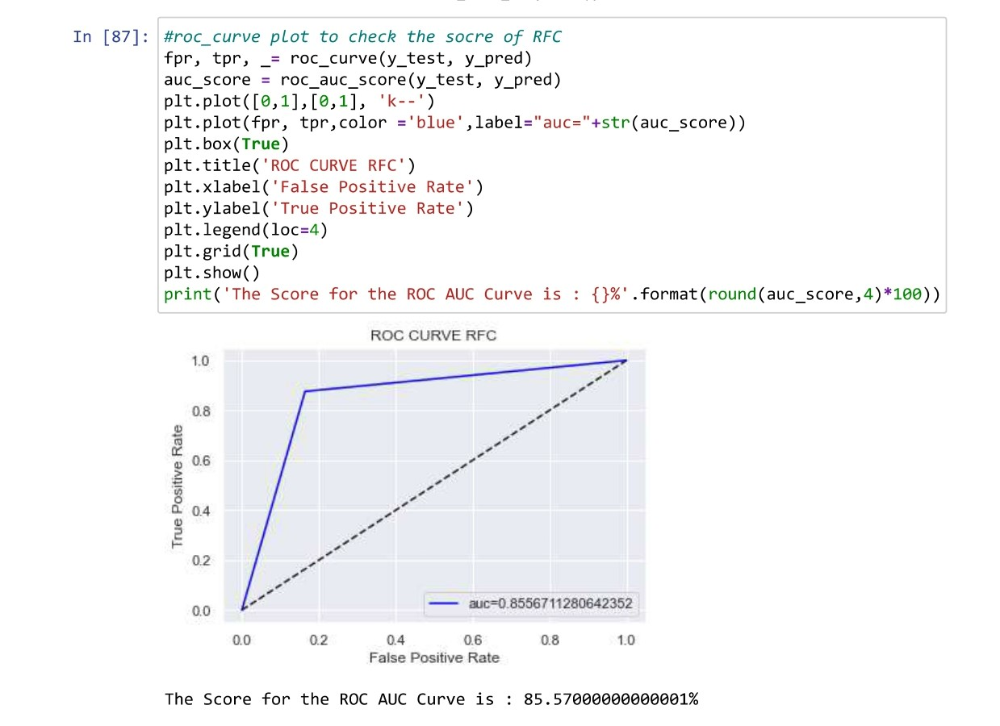 In [87]:
#roc_curve plot to check the socre of RFC
fpr, tpr, _= roc_curve(y_test, y_pred)
auc_score = roc_auc_score(y_test, y_pred)
plt.plot([0,1],[0,1], 'k--')
plt.plot(fpr, tpr,color ='blue',label="auc="+str(auc_score))
plt.box(True)
plt.title('ROC CURVE RFC')
plt.xlabel('False Positive Rate')
plt.ylabel('True Positive Rate')
plt.legend(loc=4)
plt.grid(True)
plt.show()
print('The Score for the ROC AUC Curve is : {}%'.format(round(auc_score,4)*100))
ROC CURVE RFC
True Positive Rate
1.0
0.8
0.6
0.4
0.2
0.0
auc=0.8556711280642352
0.0 0.2 0.4 0.6 0.8 1.0
False Positive Rate
The Score for the ROC AUC Curve is : 85.57000000000001%